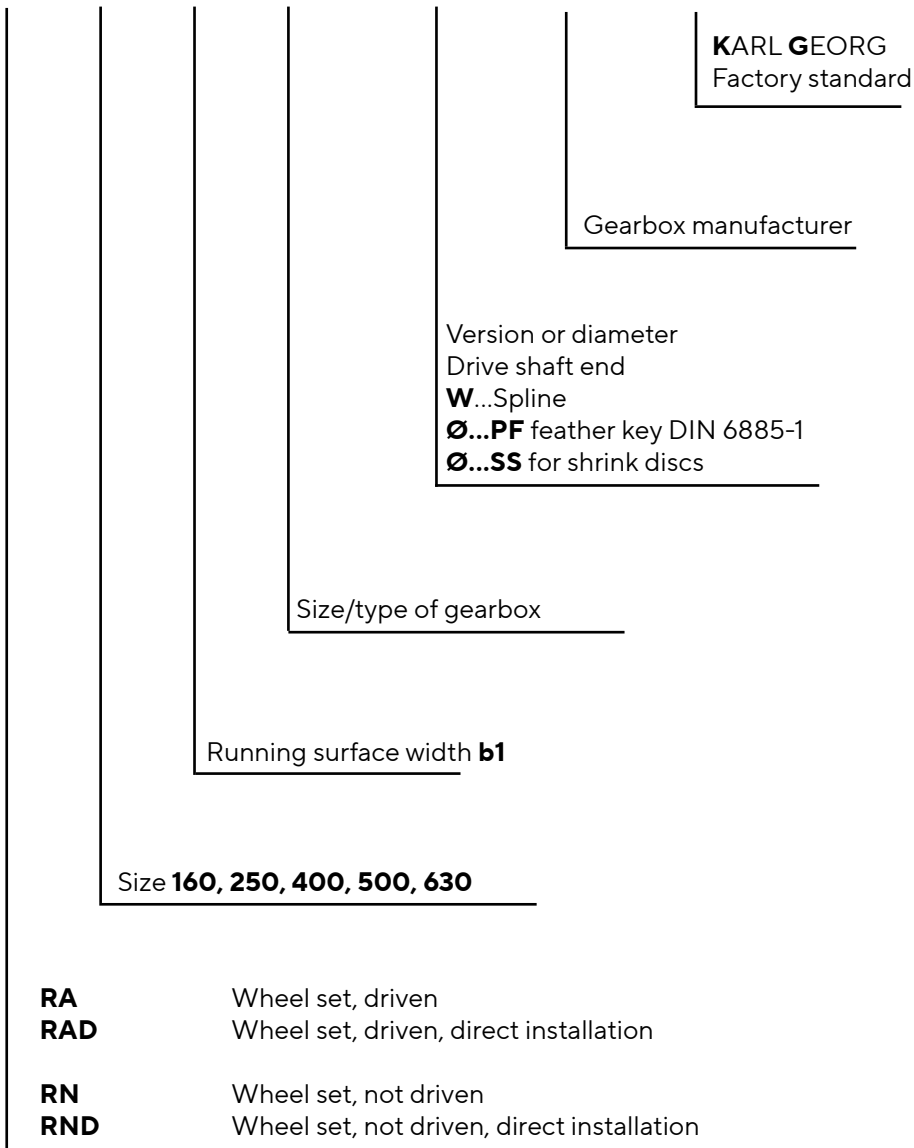 KARL GEORG
Factory standard
Gearbox manufacturer
Version or diameter
Drive shaft end
W...Spline
Ø...PF feather key DIN 6885-1
Ø...SS for shrink discs
Size/type of gearbox
Running surface width b1
Size 160, 250, 400, 500, 630
RA Wheel set, driven
RAD Wheel set, driven, direct installation
RN Wheel set, not driven
RND Wheel set, not driven, direct installation